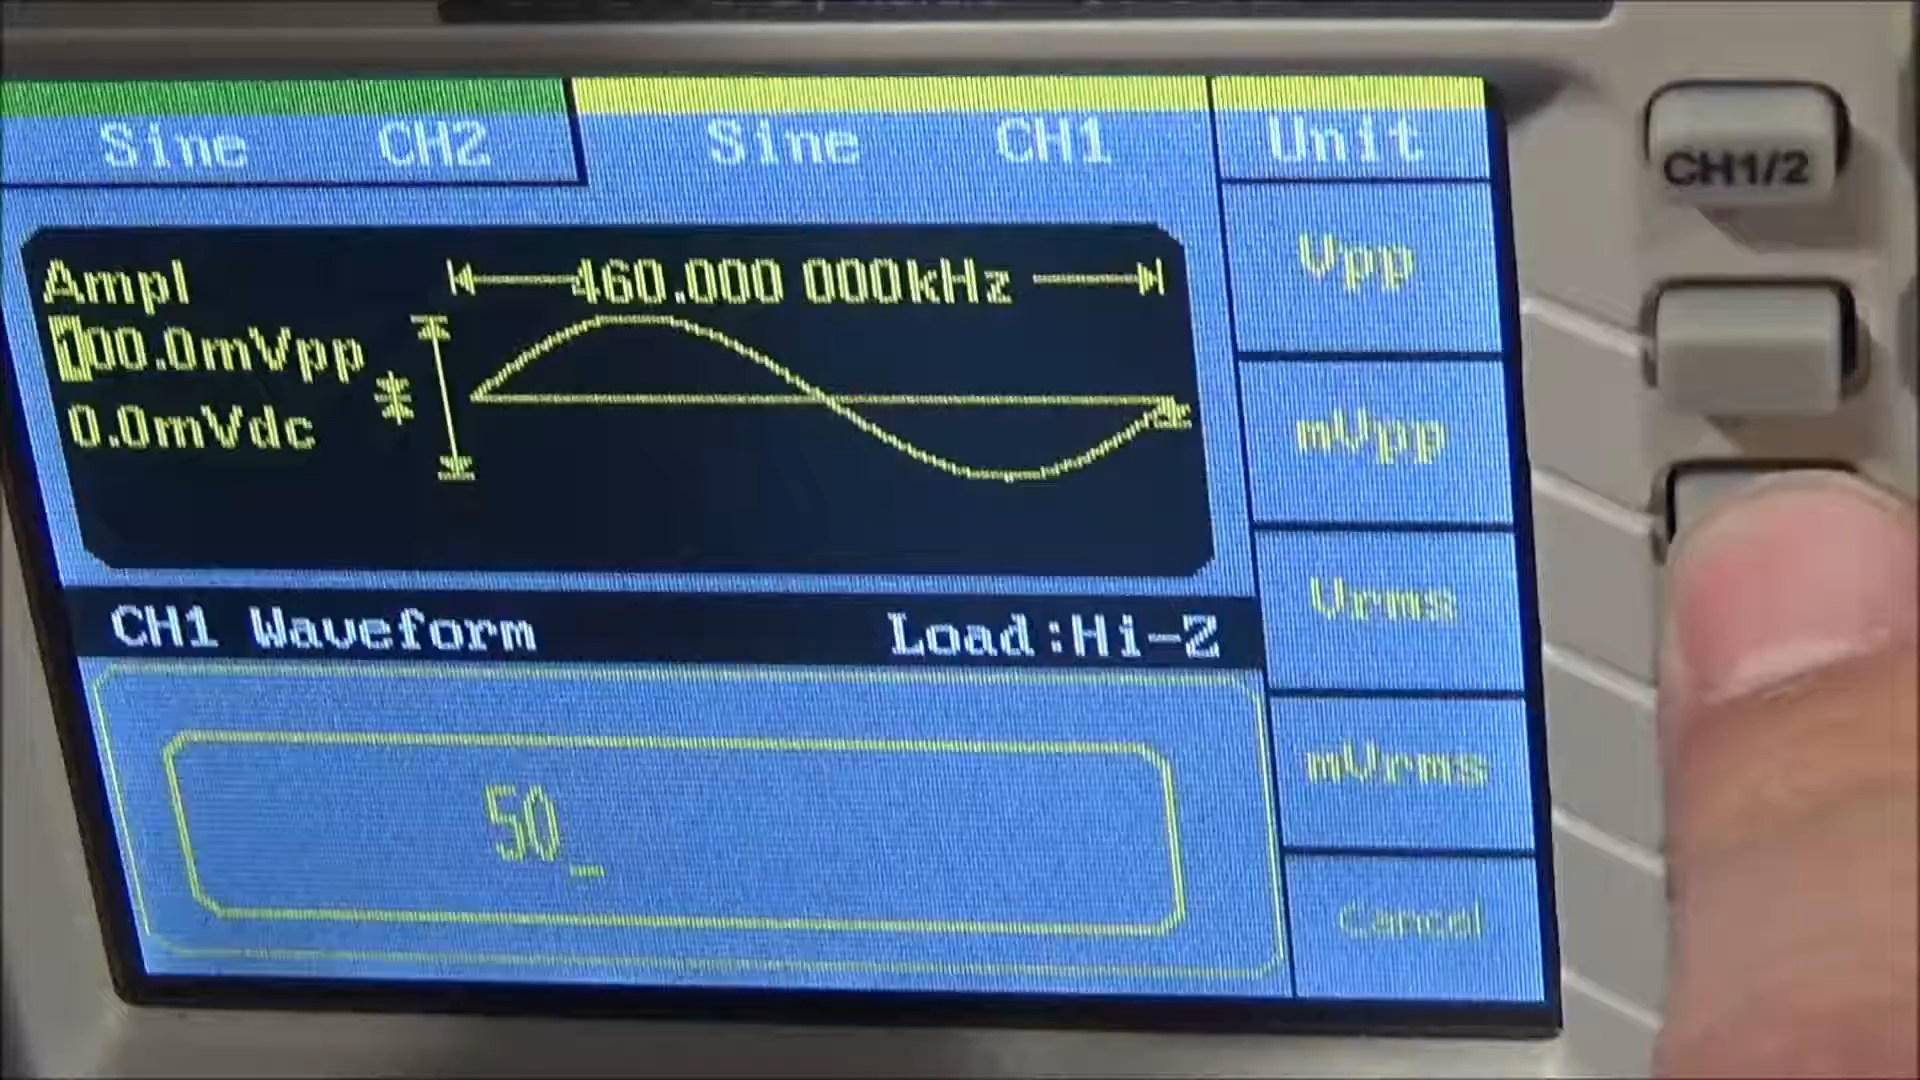 Sine CH2 Sine CH1 Unit
CH1/2
Ampl 460.000 000kHz
100.0mVpp
0.0mVdc
Vpp
mVpp
Vrms
mVrms
Cancel
CH1 Waveform Load:Hi-Z
50_